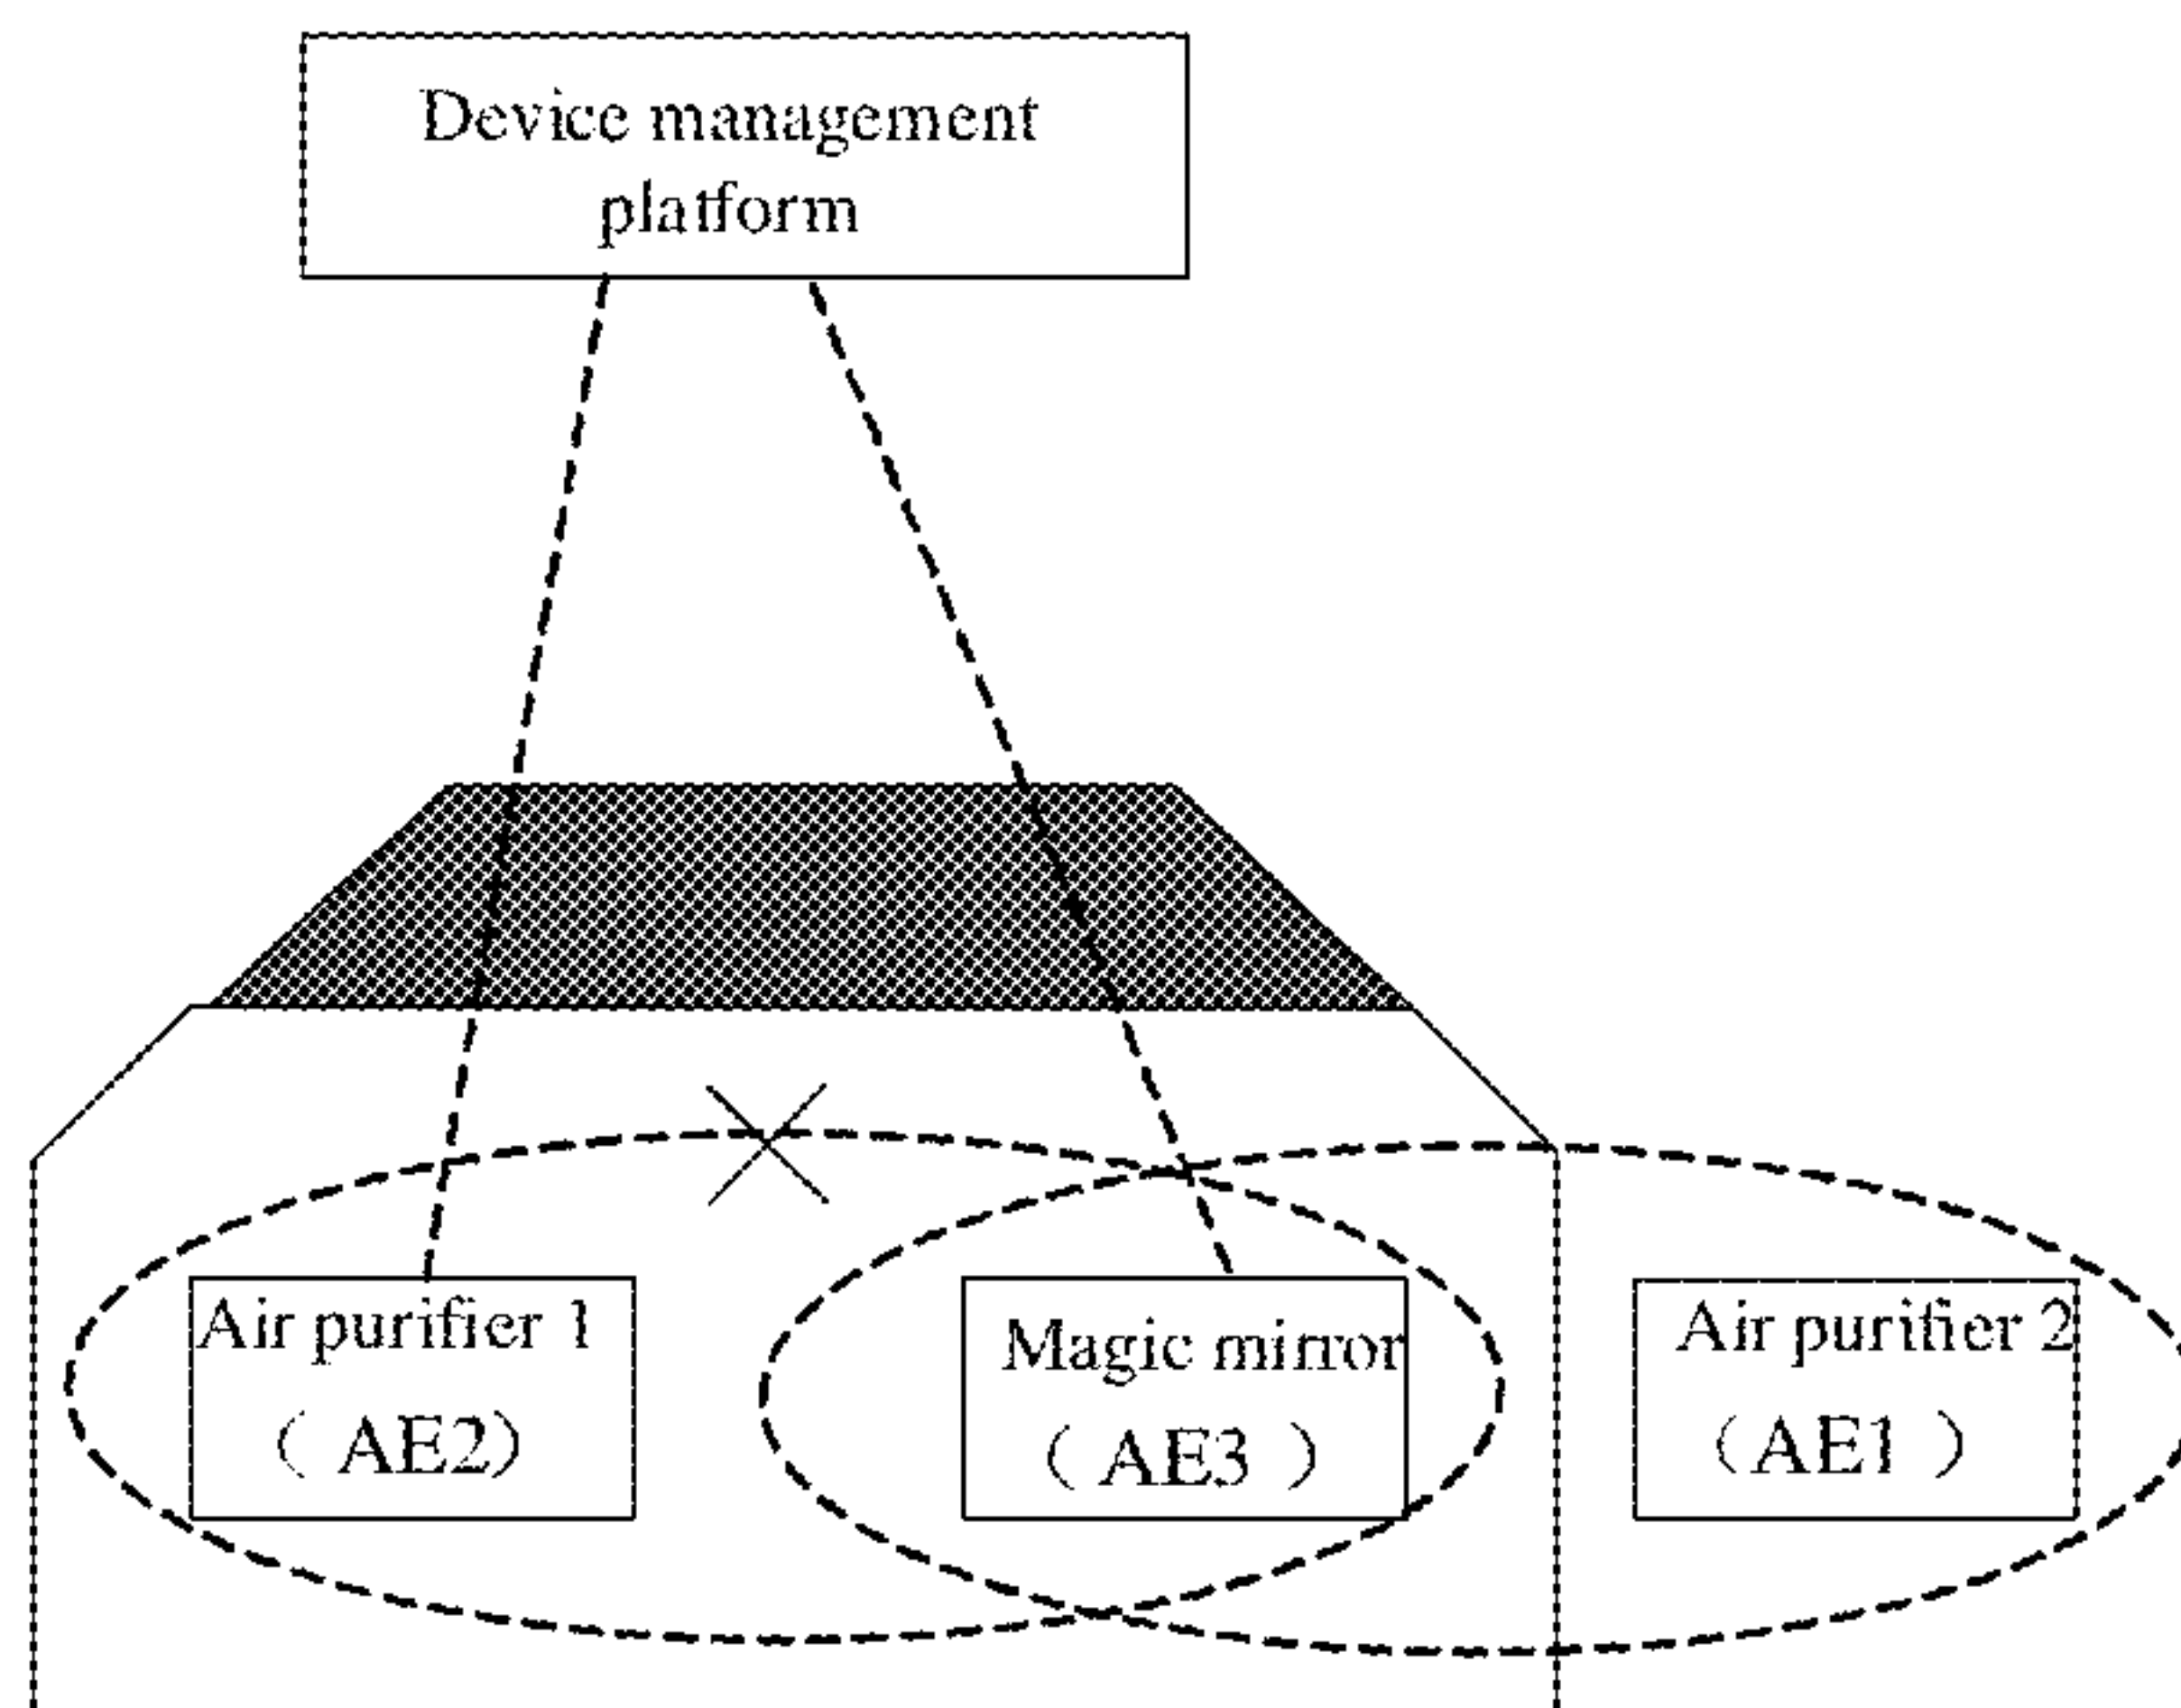 Device management
platform
Air purifier 1
( AE2)
Magic mirror
( AE3 )
Air purifier 2
(AE1 )